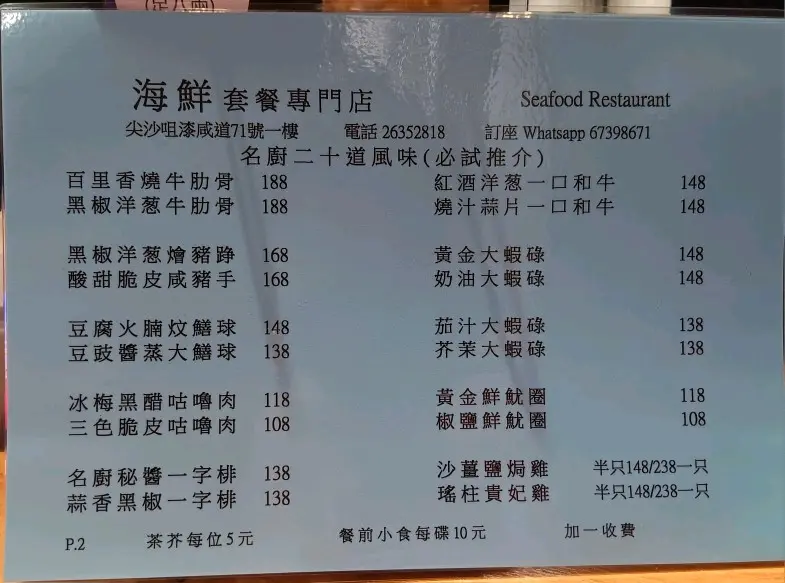 海鮮套餐專門店 Seafood Restaurant
尖沙咀漆咸道71號一樓 電話 26352818 訂座 Whatsapp 67398671
名廚二十道風味(必試推介)
百里香燒牛肋骨 188 紅酒洋葱一口和牛 148
黑椒洋葱牛肋骨 188 燒汁蒜片一口和牛 148
黑椒洋葱燴豬踭 168 黃金大蝦碌 148
酸甜脆皮咸豬手 168 奶油大蝦碌 148
豆腐火腩炆鱔球 148 茄汁大蝦碌 138
豆豉醬蒸大鱔球 138 芥茉大蝦碌 138
冰梅黑醋咕嚕肉 118 黃金鮮魷圈 118
三色脆皮咕嚕肉 108 椒鹽鮮魷圈 108
名廚秘醬一字棑 138 沙薑鹽焗雞 半只148/238一只
蒜香黑椒一字棑 138 瑤柱貴妃雞 半只148/238一只
P.2 茶芥每位5元 餐前小食每碟10元 加一收費